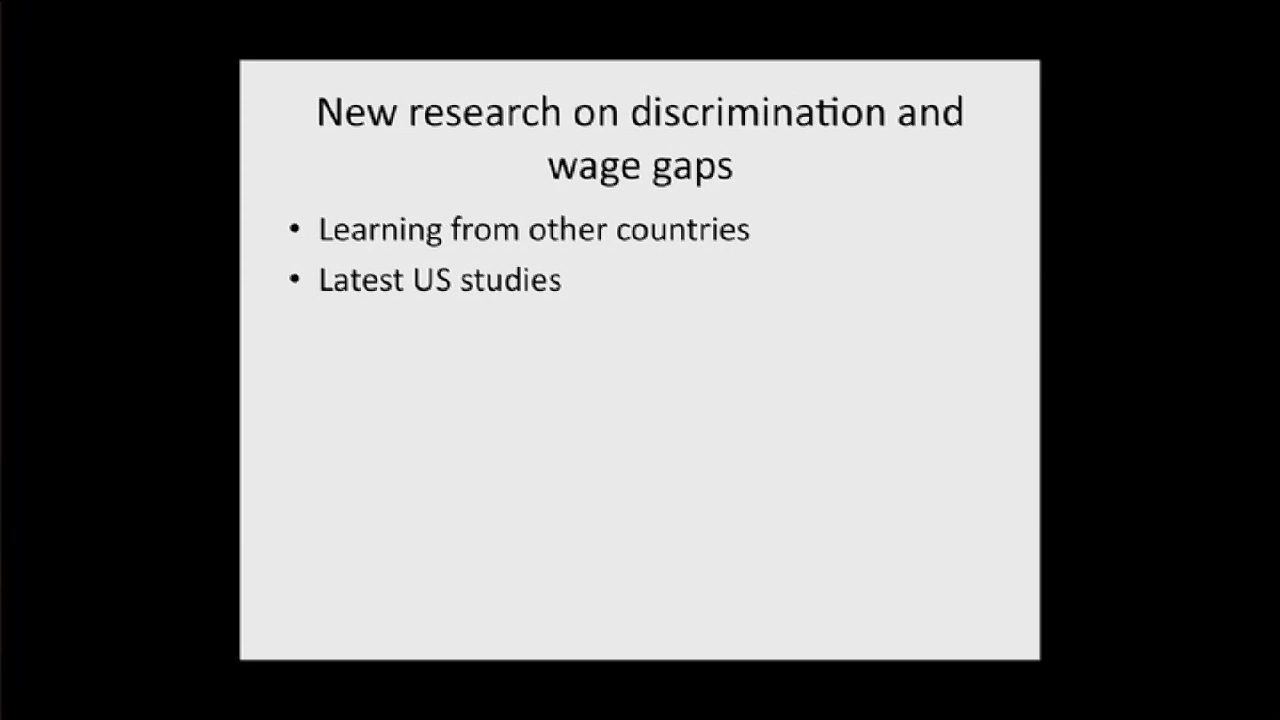 New research on discrimination and
wage gaps
• Learning from other countries
• Latest US studies